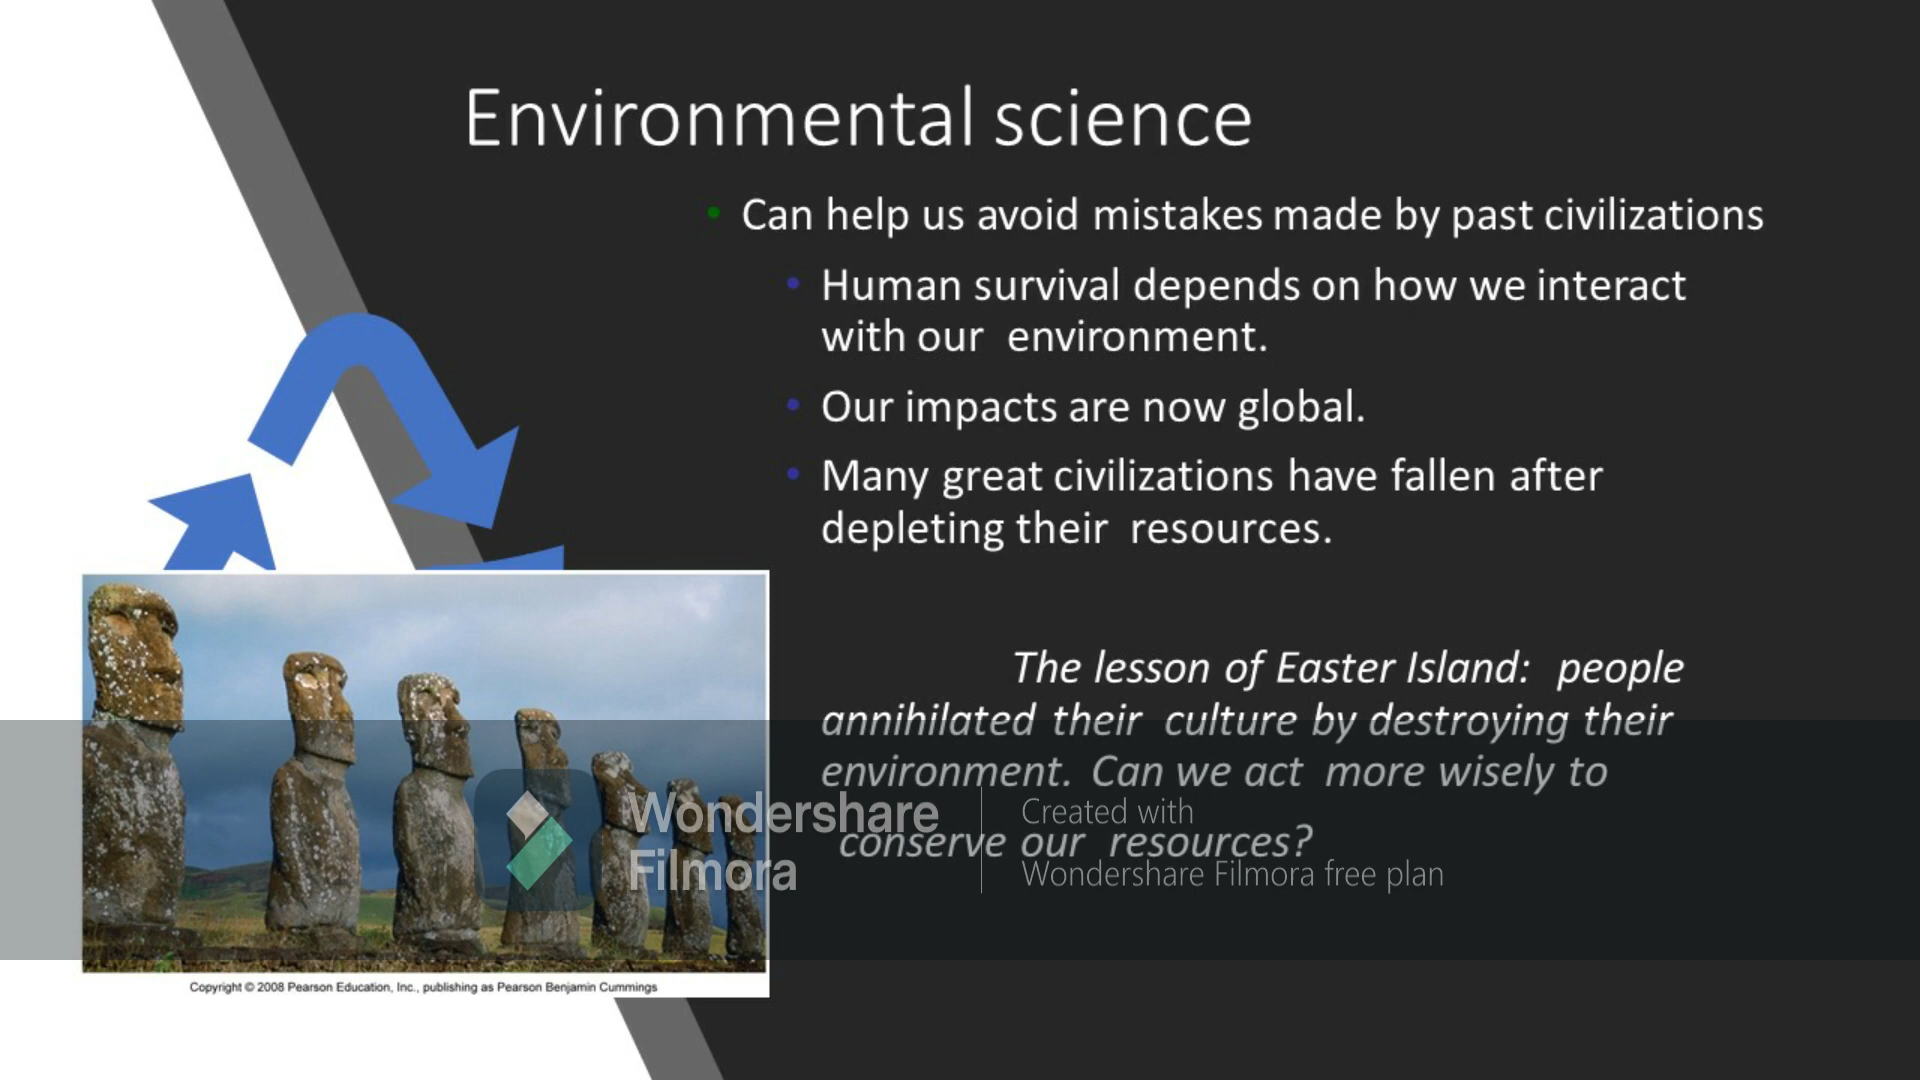 Environmental science
• Can help us avoid mistakes made by past civilizations
• Human survival depends on how we interact
with our environment.
• Our impacts are now global.
• Many great civilizations have fallen after
depleting their resources.
The lesson of Easter Island: people
annihilated their culture by destroying their
environment. Can we act more wisely to
conserve our resources?
Wondershare
Filmora
Created with
Wondershare Filmora free plan
Copyright © 2008 Pearson Education, Inc., publishing as Pearson Benjamin Cummings